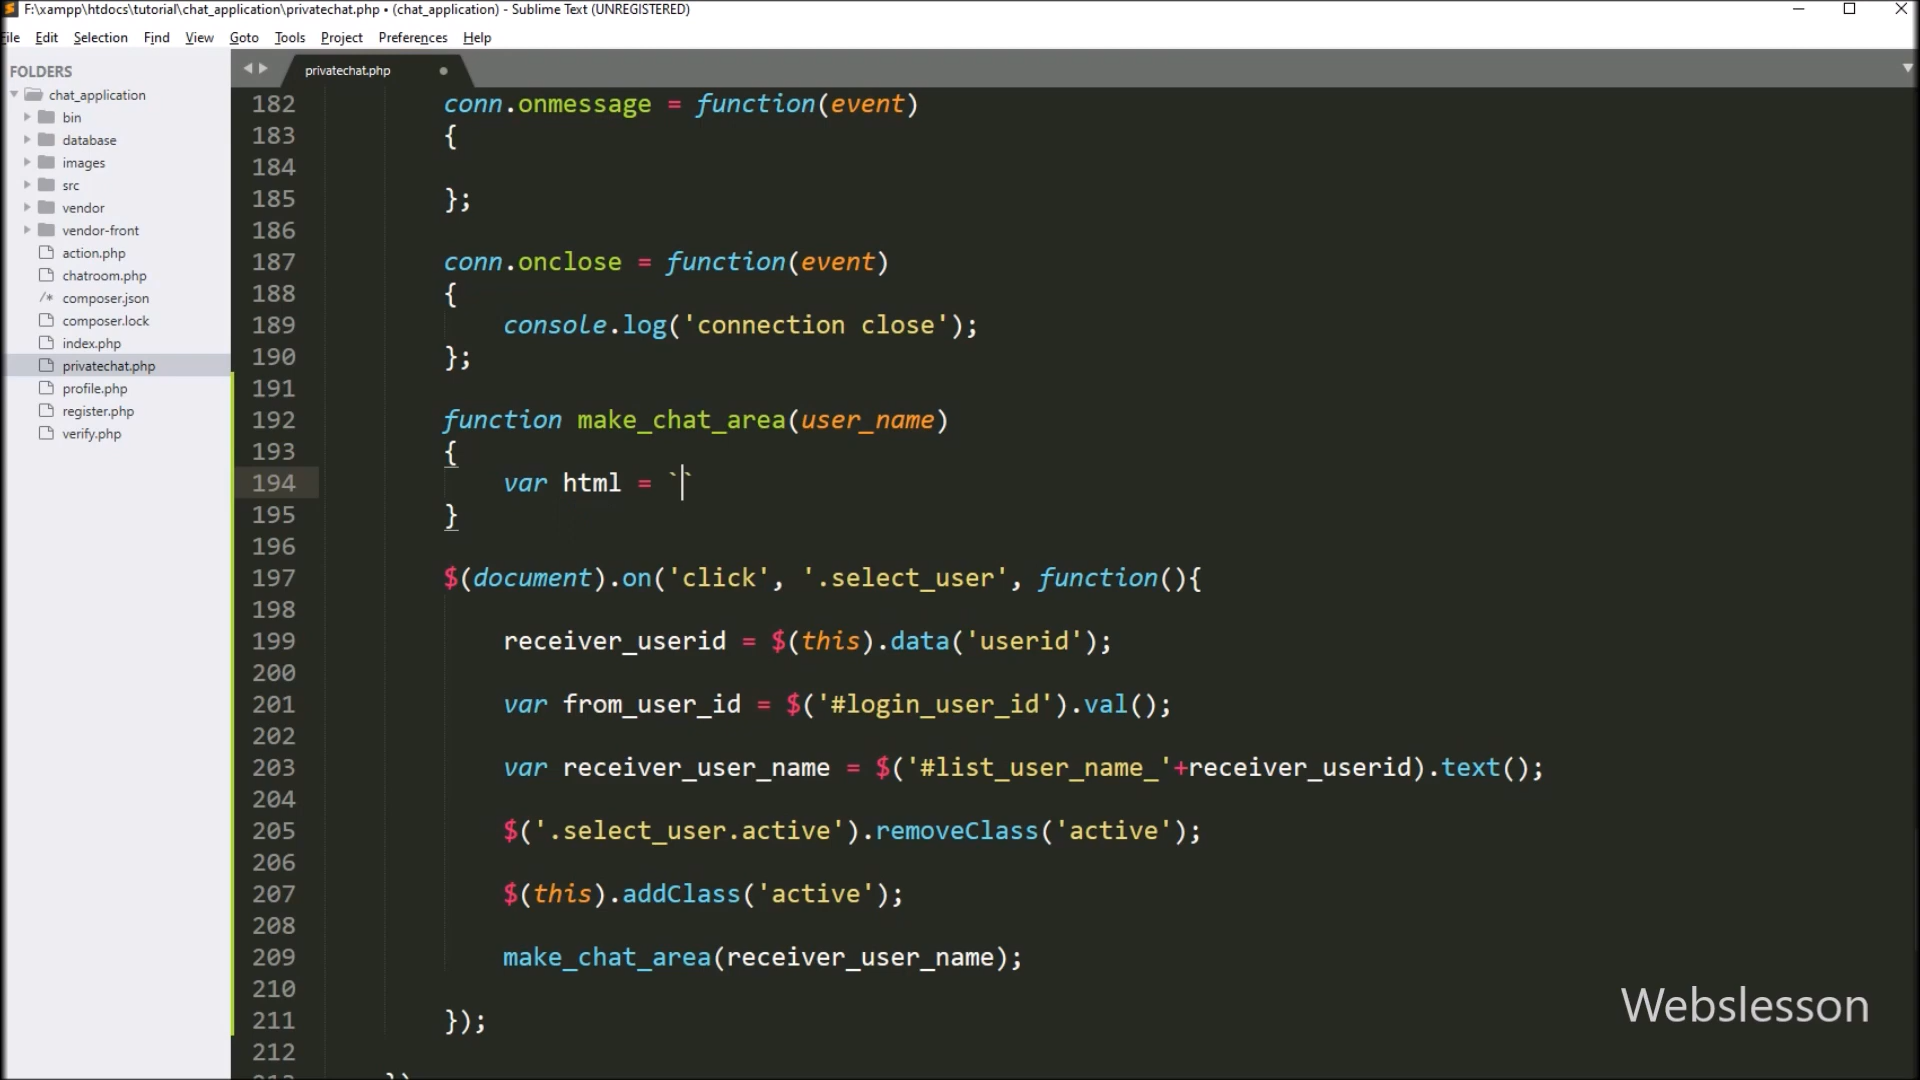 F:\xampp\htdocs\tutorial\chat_application\privatechat.php • (chat_application) - Sublime Text (UNREGISTERED)
ile Edit Selection Find View Goto Tools Project Preferences Help
FOLDERS
chat_application
bin
database
images
src
vendor
vendor-front
action.php
chatroom.php
/* composer.json
composer.lock
index.php
privatechat.php
profile.php
register.php
verify.php
privatechat.php
182 conn.onmessage = function(event)
183 {
184
185 };
186
187 conn.onclose = function(event)
188 {
189 console.log('connection close');
190 };
191
192 function make_chat_area(user_name)
193 {
194 var html = ``
195 }
196
197 $(document).on('click', '.select_user', function(){
198
199 receiver_userid = $(this).data('userid');
200
201 var from_user_id = $('#login_user_id').val();
202
203 var receiver_user_name = $('#list_user_name_'+receiver_userid).text();
204
205 $('.select_user.active').removeClass('active');
206
207 $(this).addClass('active');
208
209 make_chat_area(receiver_user_name);
210
211 });
212
Webslesson